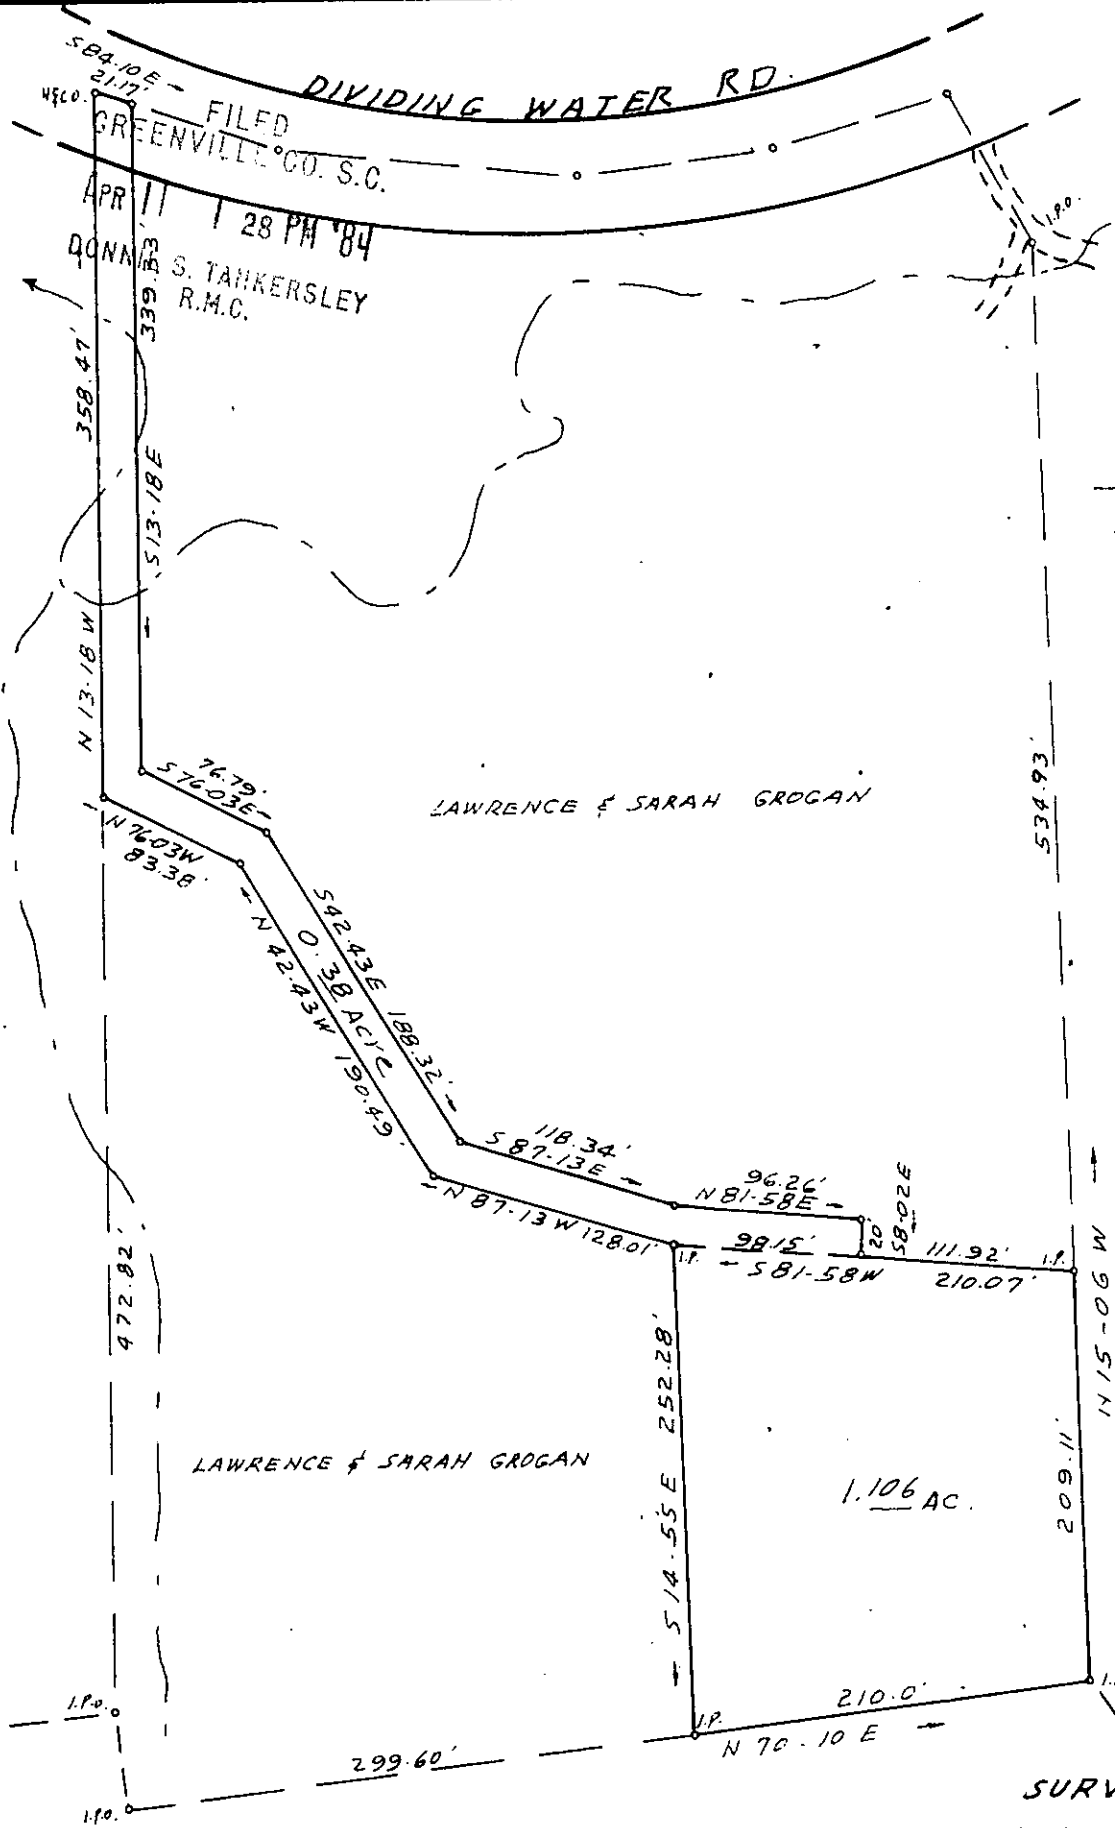 DIVIDING WATER RD.
S84-10E
21.17'
N&CO.
FILED
GREENVILLE CO. S.C.
APR 11 1 28 PM '84
DONNIE S. TANKERSLEY
R.M.C.
I.P.O.
339.33'
S13-18E
358.47'
N 13-18 W
76.79'
S 76-03E
N 76-03W
83.38'
LAWRENCE & SARAH GROGAN
534.93'
S42-43E 188.32'
0.38 Acre
N 42-43W 190.49'
118.34'
S 87-13E
96.26'
N 81-58E
20'
S8-02E
N 87-13 W 128.01'
I.P.
98.15'
S 81-58W
111.92'
210.07'
I.P.
N 15-06 W
472.82'
S 14-55 E 252.28'
LAWRENCE & SARAH GROGAN
1.106 AC.
209.11'
I.P.O.
210.0'
I.P.
N 70-10 E
299.60'
I.P.O.
SURV